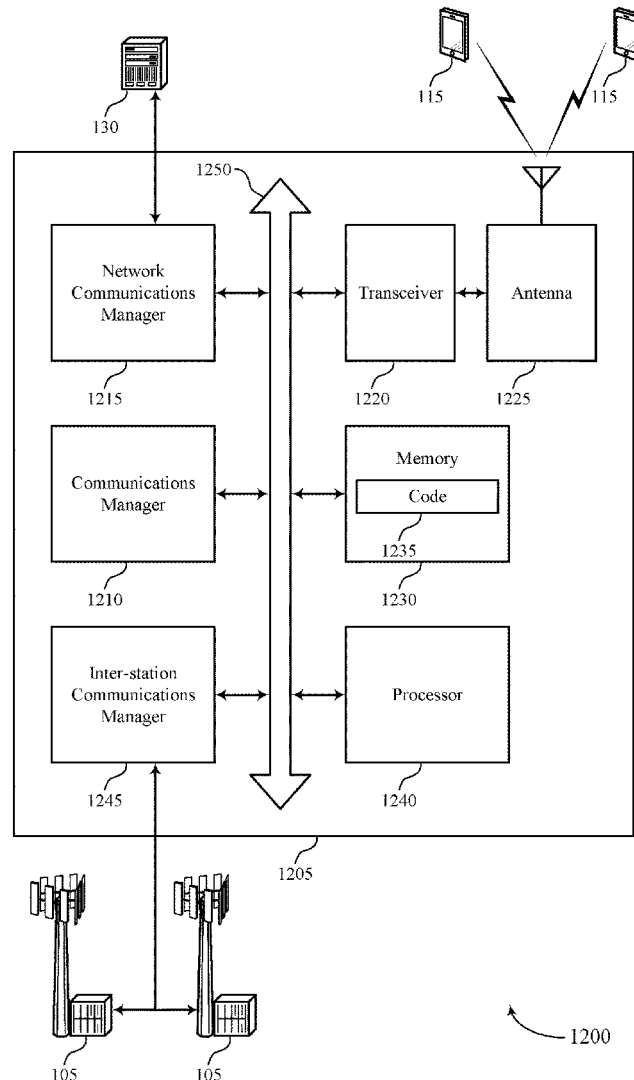 130
115
115
1250
Network
Communications
Manager
1215
Transceiver
1220
Antenna
1225
Communications
Manager
1210
Memory
Code
1235
1230
Inter-station
Communications
Manager
1245
Processor
1240
1205
105
105
1200